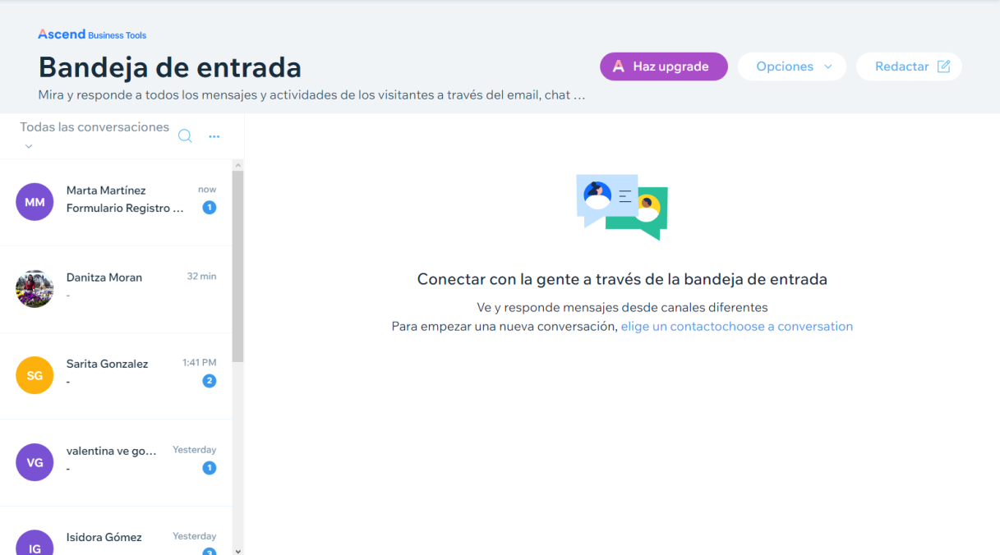 Ascend Business Tools
Bandeja de entrada
Mira y responde a todos los mensajes y actividades de los visitantes a través del email, chat ...
Haz upgrade
Opciones
Redactar
Todas las conversaciones
MM
Marta Martínez
now
Formulario Registro ...
1
Danitza Moran
32 min
-
SG
Sarita Gonzalez
1:41 PM
-
2
VG
valentina ve go...
Yesterday
-
1
IG
Isidora Gómez
Yesterday
3
Conectar con la gente a través de la bandeja de entrada
Ve y responde mensajes desde canales diferentes
Para empezar una nueva conversación, elige un contactochoose a conversation